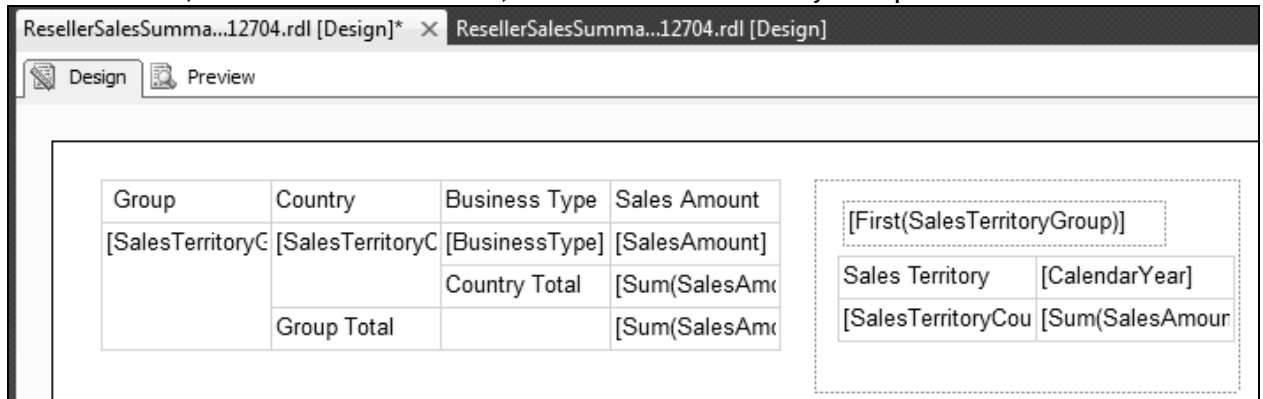 ResellerSalesSumma...12704.rdl [Design]* × ResellerSalesSumma...12704.rdl [Design]
Design Preview
Group Country Business Type Sales Amount
[SalesTerritoryG [SalesTerritoryC [BusinessType] [SalesAmount]
Country Total [Sum(SalesAmo
Group Total [Sum(SalesAmo
[First(SalesTerritoryGroup)]
Sales Territory [CalendarYear]
[SalesTerritoryCou [Sum(SalesAmoun